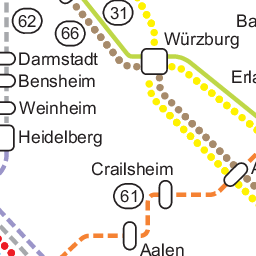 31
62
Ba
66
Würzburg
Darmstadt
Erla
Bensheim
Weinheim
Heidelberg
Crailsheim
A
61
Aalen